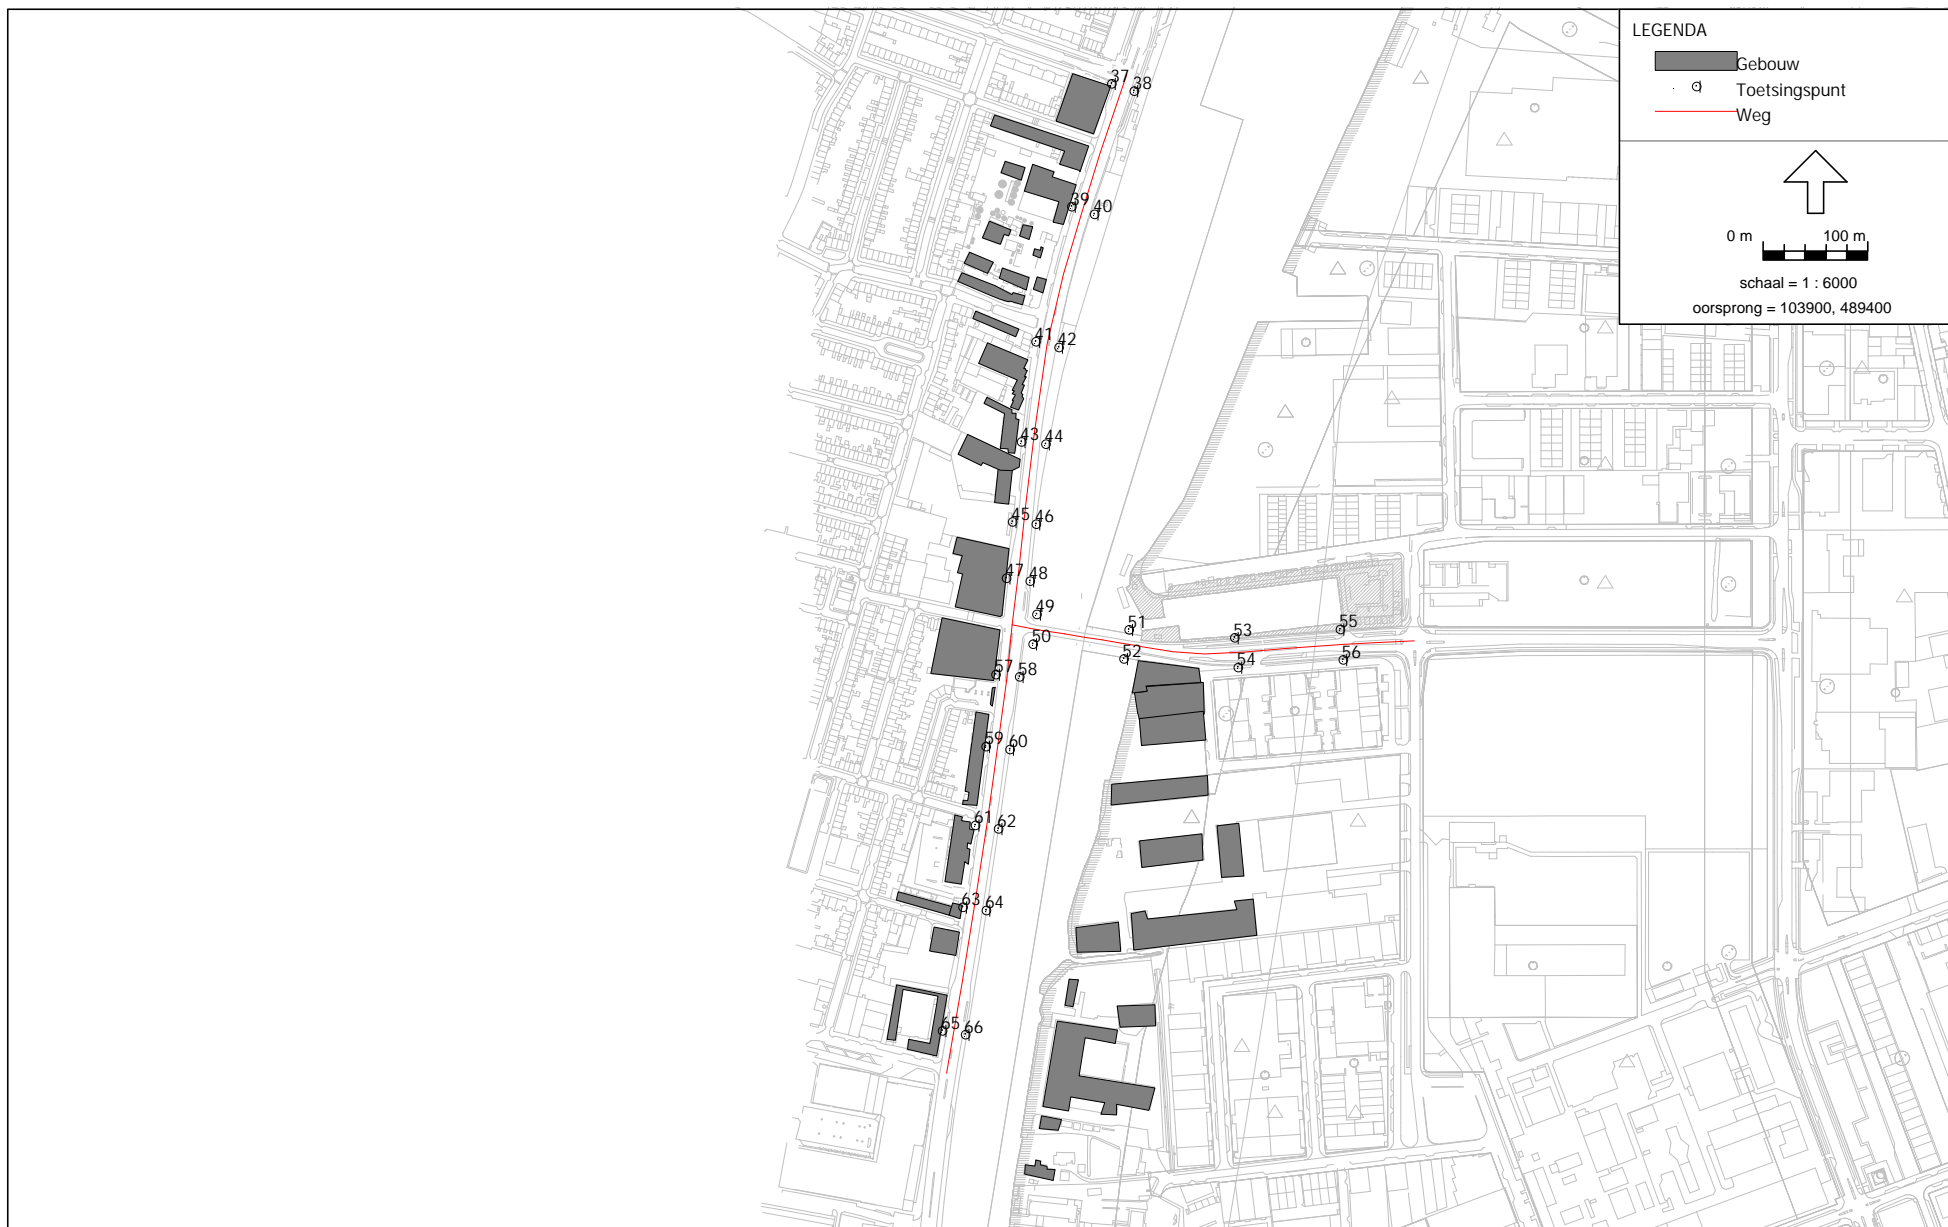 LEGENDA
Gebouw
Toetsingspunt
Weg
0 m 100 m
schaal = 1 : 6000
oorsprong = 103900, 489400
37 38
39 40
41 42
43 44
45 46
47 48
49
50
51
52
53
54
55
56
57 58
59 60
61 62
63 64
65 66